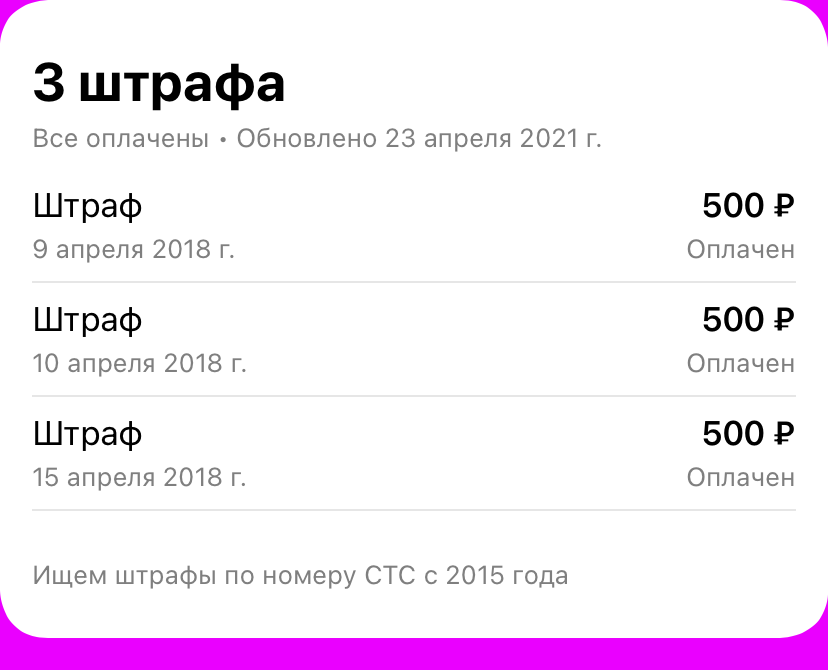 3 штрафа
Все оплачены • Обновлено 23 апреля 2021 г.
Штраф 500 ₽
9 апреля 2018 г. Оплачен
Штраф 500 ₽
10 апреля 2018 г. Оплачен
Штраф 500 ₽
15 апреля 2018 г. Оплачен
Ищем штрафы по номеру СТС с 2015 года